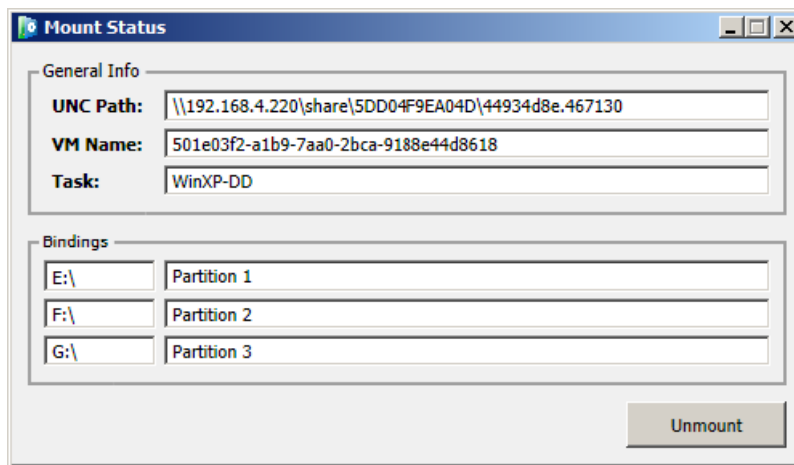 Mount Status
General Info
UNC Path: \\192.168.4.220\share\5DD04F9EA04D\44934d8e.467130
VM Name: 501e03f2-a1b9-7aa0-2bca-9188e44d8618
Task: WinXP-DD
Bindings
E:\ Partition 1
F:\ Partition 2
G:\ Partition 3
Unmount